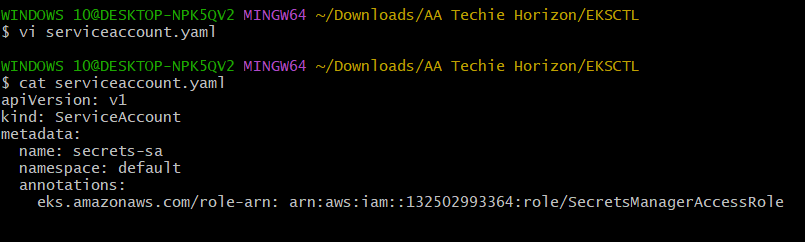 WINDOWS 10@DESKTOP-NPK5QV2 MINGW64 ~/Downloads/AA Techie Horizon/EKSCTL
$ vi serviceaccount.yaml
WINDOWS 10@DESKTOP-NPK5QV2 MINGW64 ~/Downloads/AA Techie Horizon/EKSCTL
$ cat serviceaccount.yaml
apiVersion: v1
kind: ServiceAccount
metadata:
  name: secrets-sa
  namespace: default
  annotations:
    eks.amazonaws.com/role-arn: arn:aws:iam::132502993364:role/SecretsManagerAccessRole